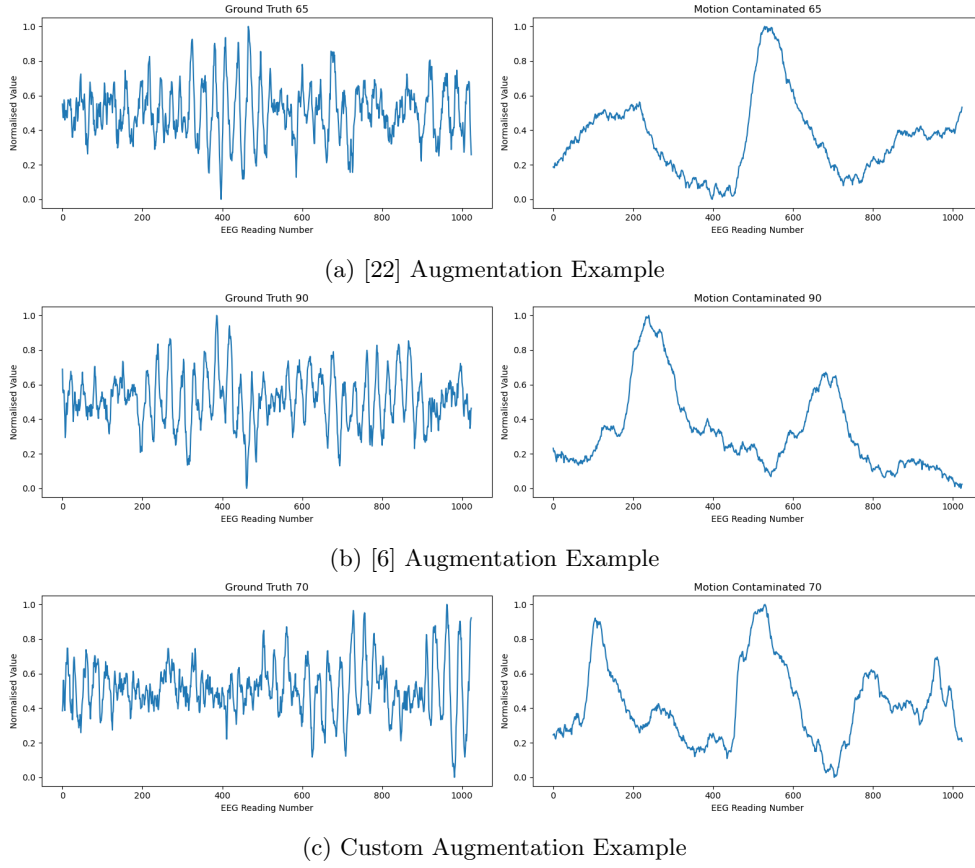 Ground Truth 65
Motion Contaminated 65
Normalised Value
1.0
0.8
0.6
0.4
0.2
0.0
0 200 400 600 800 1000
EEG Reading Number
Normalised Value
1.0
0.8
0.6
0.4
0.2
0.0
0 200 400 600 800 1000
EEG Reading Number
(a) [22] Augmentation Example
Ground Truth 90
Motion Contaminated 90
Normalised Value
1.0
0.8
0.6
0.4
0.2
0.0
0 200 400 600 800 1000
EEG Reading Number
Normalised Value
1.0
0.8
0.6
0.4
0.2
0.0
0 200 400 600 800 1000
EEG Reading Number
(b) [6] Augmentation Example
Ground Truth 70
Motion Contaminated 70
Normalised Value
1.0
0.8
0.6
0.4
0.2
0.0
0 200 400 600 800 1000
EEG Reading Number
Normalised Value
1.0
0.8
0.6
0.4
0.2
0.0
0 200 400 600 800 1000
EEG Reading Number
(c) Custom Augmentation Example